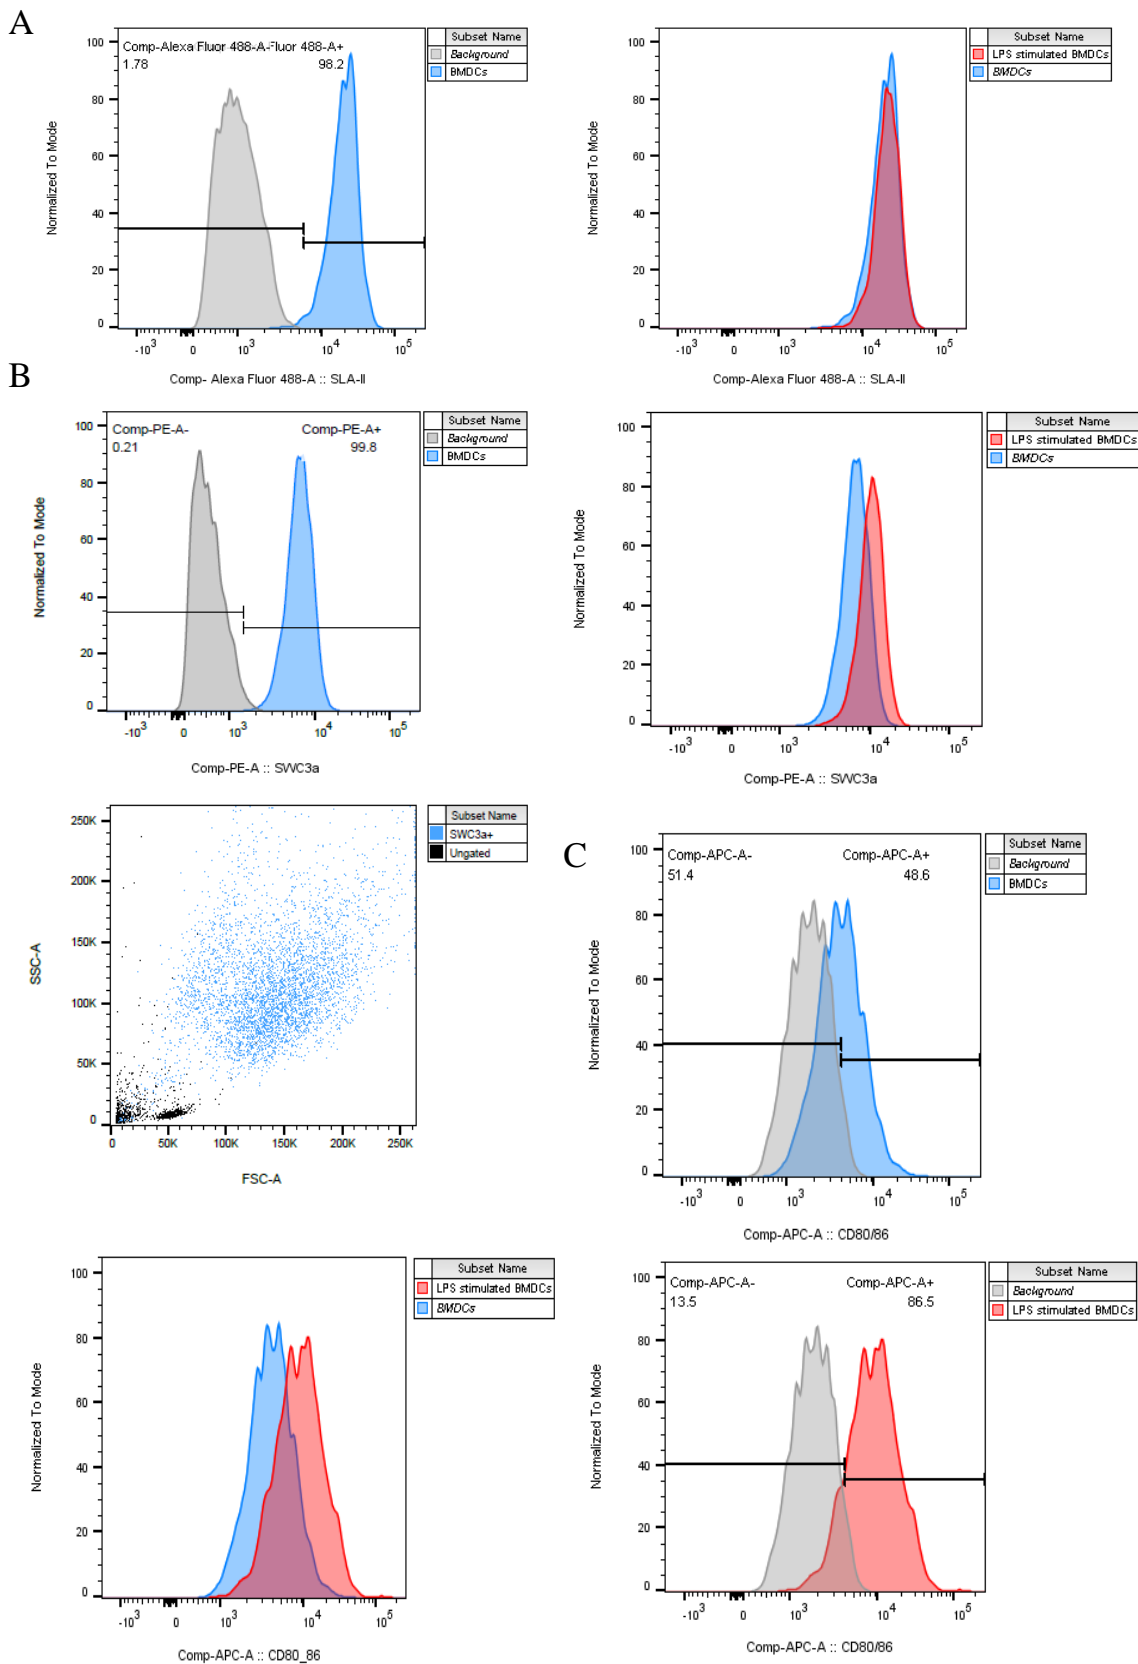 A
Comp-Alexa Fluor 488-A-Fluor 488-A+
1.78 98.2
Subset Name
Background
BMDCs
100
80
60
40
20
0
Normalized To Mode
-10³ 0 10³ 10⁴ 10⁵
Comp- Alexa Fluor 488-A :: SLA-II
Subset Name
LPS stimulated BMDCs
BMDCs
100
80
60
40
20
0
Normalized To Mode
-10³ 0 10³ 10⁴ 10⁵
Comp-Alexa Fluor 488-A :: SLA-II
B
Comp-PE-A- Comp-PE-A+
0.21 99.8
Subset Name
Background
BMDCs
100
80
60
40
20
0
Normalized To Mode
-10³ 0 10³ 10⁴ 10⁵
Comp-PE-A :: SWC3a
Subset Name
LPS stimulated BMDCs
BMDCs
100
80
60
40
20
0
Normalized To Mode
-10³ 0 10³ 10⁴ 10⁵
Comp-PE-A :: SWC3a
Subset Name
SWC3a+
Ungated
250K
200K
150K
100K
50K
0
SSC-A
0 50K 100K 150K 200K 250K
FSC-A
C
Comp-APC-A- Comp-APC-A+
51.4 48.6
Subset Name
Background
BMDCs
100
80
60
40
20
0
Normalized To Mode
-10³ 0 10³ 10⁴ 10⁵
Comp-APC-A :: CD80/86
Subset Name
LPS stimulated BMDCs
BMDCs
100
80
60
40
20
0
Normalized To Mode
-10³ 0 10³ 10⁴ 10⁵
Comp-APC-A :: CD80_86
Comp-APC-A- Comp-APC-A+
13.5 86.5
Subset Name
Background
LPS stimulated BMDCs
100
80
60
40
20
0
Normalized To Mode
-10³ 0 10³ 10⁴ 10⁵
Comp-APC-A :: CD80/86